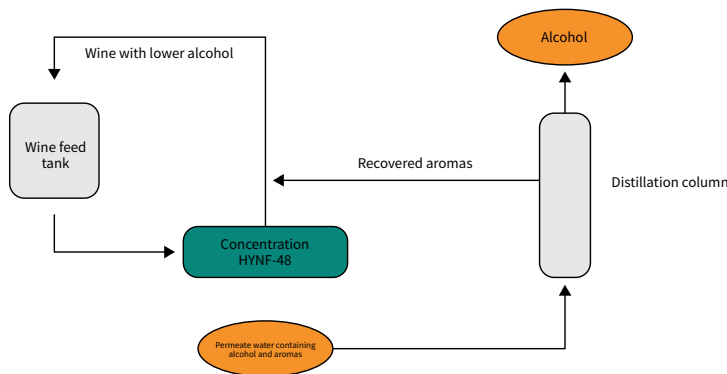 Alcohol
Wine with lower alcohol
Wine feed
tank
Recovered aromas
Distillation column
Concentration
HYNF-48
Permeate water containing
alcohol and aromas